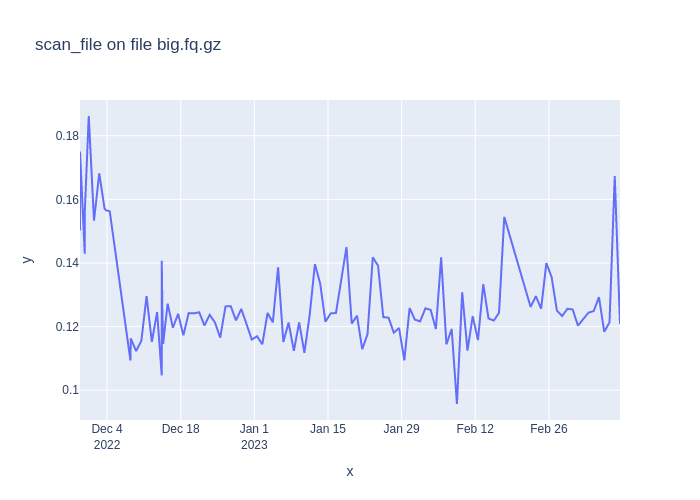 scan_file on file big.fq.gz
0.18
0.16
0.14
0.12
0.1
y
Dec 4
2022
Dec 18
Jan 1
2023
Jan 15
Jan 29
Feb 12
Feb 26
x